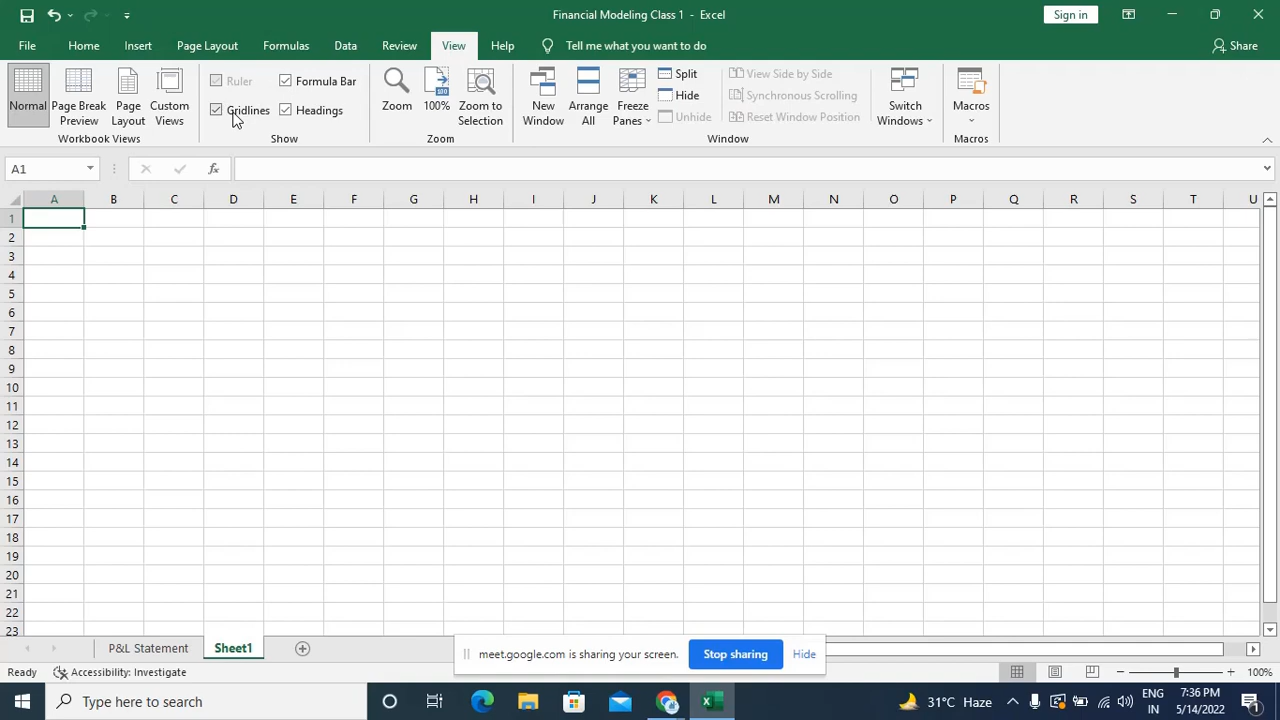 Financial Modeling Class 1 - Excel
Sign in
File Home Insert Page Layout Formulas Data Review View Help Tell me what you want to do Share
Normal
Page Break Preview
Page Layout
Custom Views
Workbook Views
Ruler
Formula Bar
Gridlines
Headings
Show
Zoom
100
100%
Zoom to Selection
Zoom
New Window
Arrange All
Freeze Panes
Split
Hide
Unhide
View Side by Side
Synchronous Scrolling
Reset Window Position
Window
Switch Windows
Macros
Macros
A1
fx
A B C D E F G H I J K L M N O P Q R S T U
1
2
3
4
5
6
7
8
9
10
11
12
13
14
15
16
17
18
19
20
21
22
23
P&L Statement Sheet1
meet.google.com is sharing your screen. Stop sharing Hide
Ready Accessibility: Investigate 100%
Type here to search
31°C Haze
ENG
IN
7:36 PM
5/14/2022
1